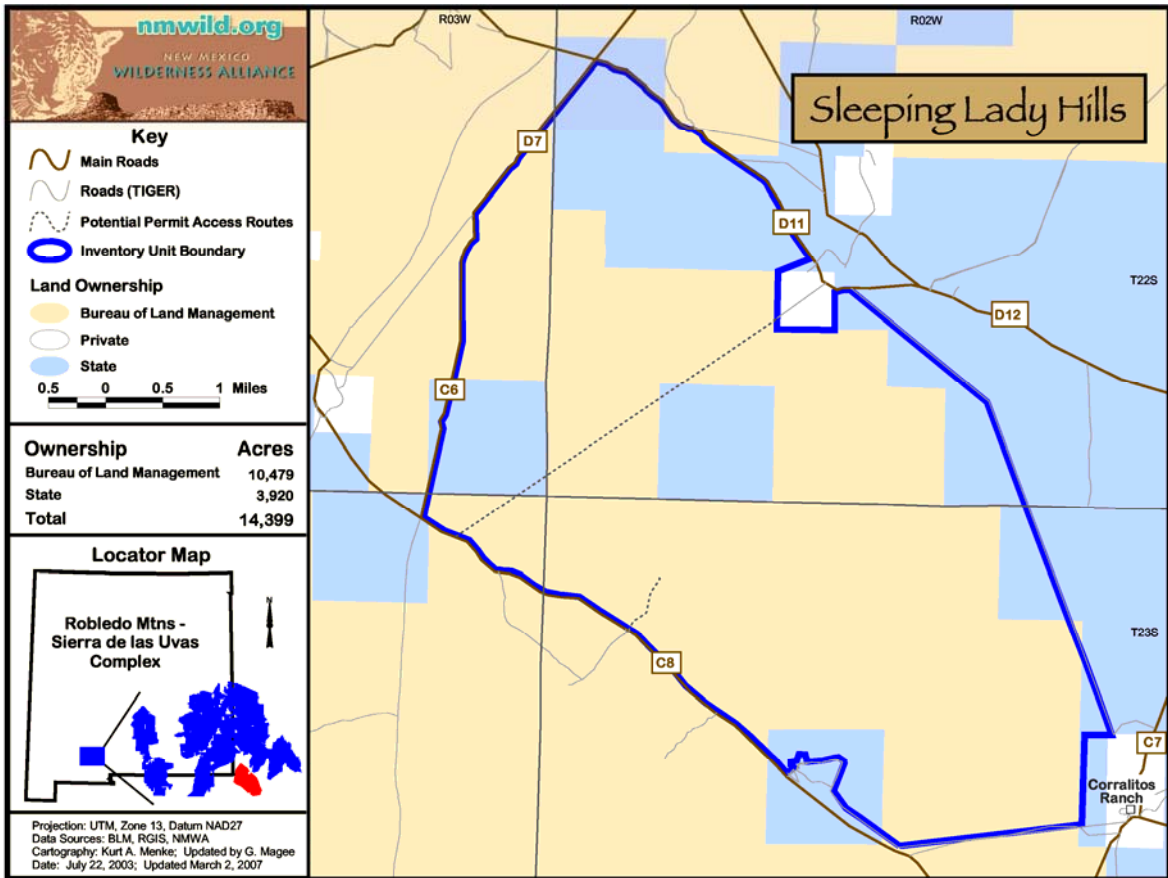 nmwild.org
NEW MEXICO
WILDERNESS ALLIANCE
Key
Main Roads
Roads (TIGER)
Potential Permit Access Routes
Inventory Unit Boundary
Land Ownership
Bureau of Land Management
Private
State
0.5 0 0.5 1 Miles
Ownership Acres
Bureau of Land Management 10,479
State 3,920
Total 14,399
Locator Map
N
Robledo Mtns -
Sierra de las Uvas
Complex
Projection: UTM, Zone 13, Datum NAD27
Data Sources: BLM, RGIS, NMWA
Cartography: Kurt A. Menke; Updated by G. Magee
Date: July 22, 2003; Updated March 2, 2007
R03W
R02W
Sleeping Lady Hills
D7
D11
T22S
D12
C6
T23S
C8
C7
Corralitos
Ranch